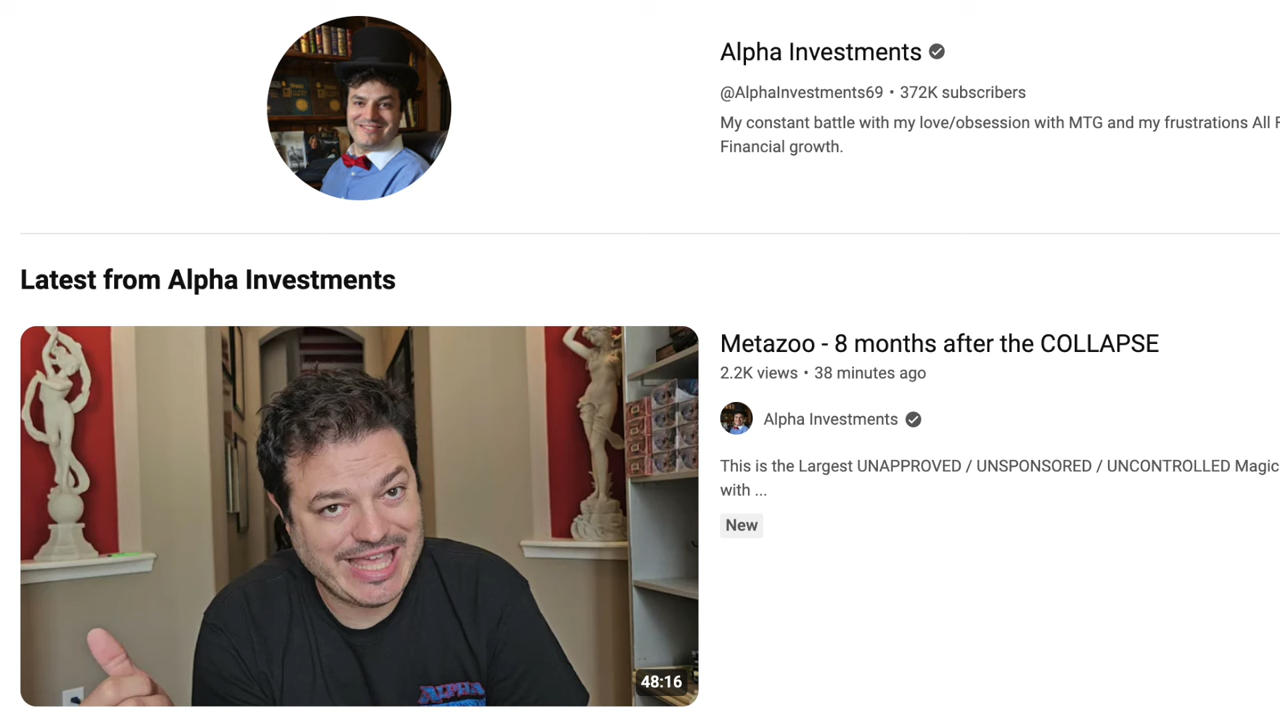 Alpha Investments
@AlphaInvestments69 • 372K subscribers
My constant battle with my love/obsession with MTG and my frustrations All
Financial growth.
Latest from Alpha Investments
Metazoo - 8 months after the COLLAPSE
2.2K views • 38 minutes ago
Alpha Investments
This is the Largest UNAPPROVED / UNSPONSORED / UNCONTROLLED Magic
with ...
New
ALPHA
48:16